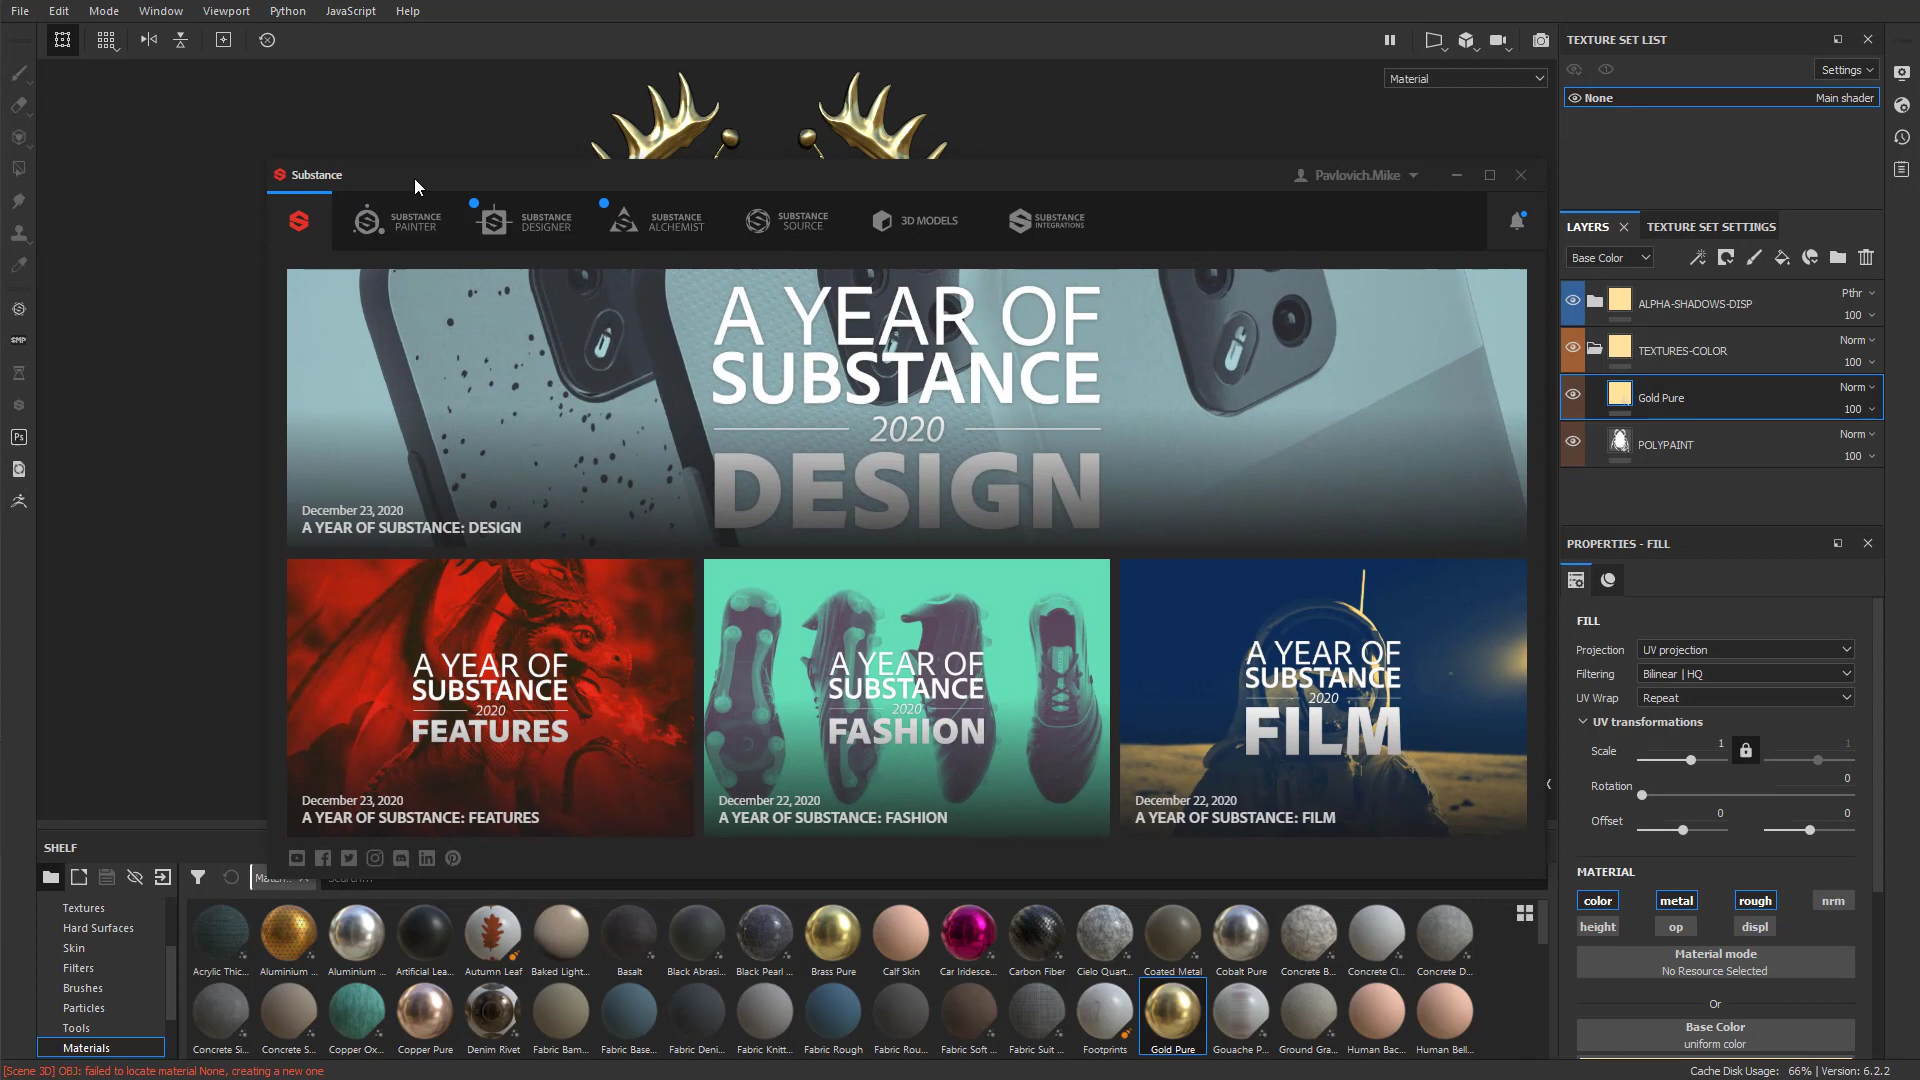 File Edit Mode Window Viewport Python JavaScript Help
Material
TEXTURE SET LIST
Settings
None Main shader
Substance
Pavlovich.Mike
SUBSTANCE PAINTER
SUBSTANCE DESIGNER
SUBSTANCE ALCHEMIST
SUBSTANCE SOURCE
3D MODELS
SUBSTANCE INTEGRATIONS
A YEAR OF
SUBSTANCE
2020
DESIGN
December 23, 2020
A YEAR OF SUBSTANCE: DESIGN
A YEAR OF
SUBSTANCE
2020
FEATURES
December 23, 2020
A YEAR OF SUBSTANCE: FEATURES
A YEAR OF
SUBSTANCE
2020
FASHION
December 22, 2020
A YEAR OF SUBSTANCE: FASHION
A YEAR OF
SUBSTANCE
2020
FILM
December 22, 2020
A YEAR OF SUBSTANCE: FILM
LAYERS TEXTURE SET SETTINGS
Base Color
ALPHA-SHADOWS-DISP Pthr 100
TEXTURES-COLOR Norm 100
Gold Pure Norm 100
POLYPAINT Norm 100
PROPERTIES - FILL
FILL
Projection UV projection
Filtering Bilinear | HQ
UV Wrap Repeat
UV transformations
Scale 1 1
Rotation 0
Offset 0 0
MATERIAL
color metal rough nrm
height op displ
Material mode
No Resource Selected
Or
Base Color
uniform color
SMP
Ps
SHELF
Mater...
Textures
Hard Surfaces
Skin
Filters
Brushes
Particles
Tools
Materials
Acrylic Thic... Aluminium ... Aluminium ... Artificial Lea... Autumn Leaf Baked Light... Basalt Black Abrasi... Black Pearl ... Brass Pure Calf Skin Car Iridesce... Carbon Fiber Cielo Quart... Coated Metal Cobalt Pure Concrete B... Concrete Cl... Concrete D...
Concrete Si... Concrete S... Copper Ox... Copper Pure Denim Rivet Fabric Bam... Fabric Base... Fabric Deni... Fabric Knitt... Fabric Rough Fabric Rou... Fabric Soft ... Fabric Suit ... Footprints Gold Pure Gouache P... Ground Gra... Human Bac... Human Bell...
[Scene 3D] OBJ: failed to locate material None, creating a new one
Cache Disk Usage: 66% | Version: 6.2.2